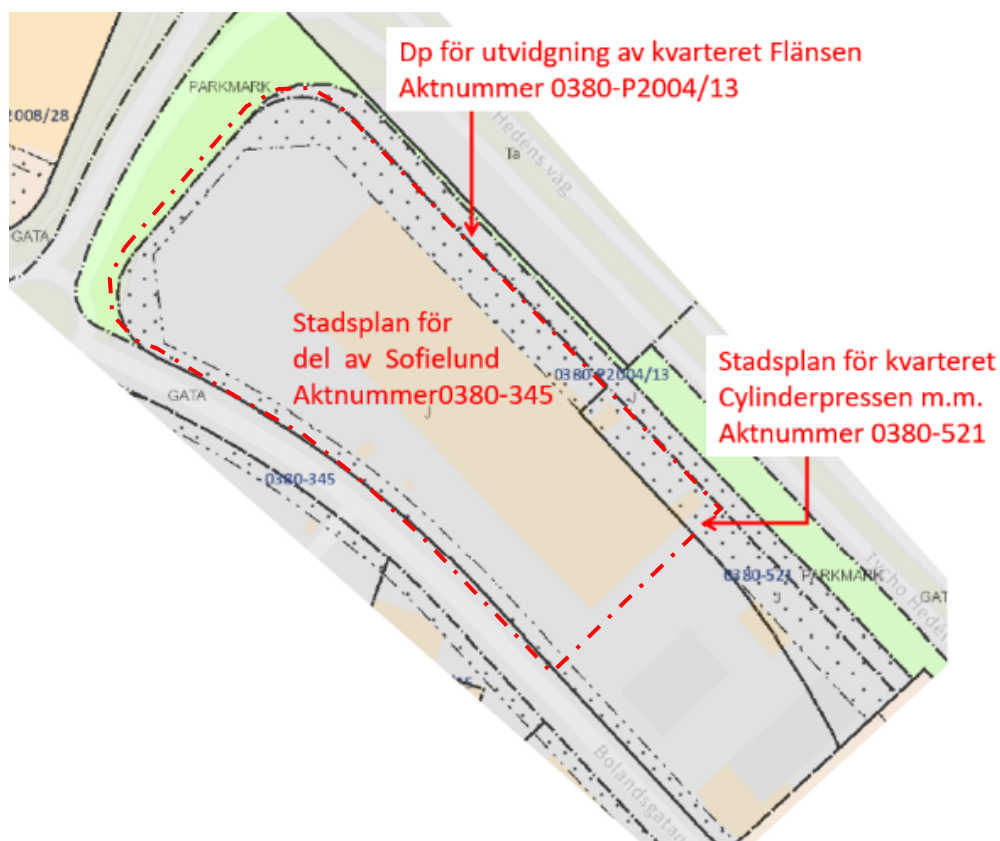 Dp för utvidgning av kvarteret Flänsen
Aktnummer 0380-P2004/13
PARKMARK
2008/28
Hedéns väg
Ta
GATA
Stadsplan för
del av Sofielund
Aktnummer0380-345
J
0380-P2004/13
J
Stadsplan för kvarteret
Cylinderpressen m.m.
Aktnummer 0380-521
GATA
0380-345
0380-521
PARKMARK
J
Tycho Hedéns
GAT
Bolandsgatan